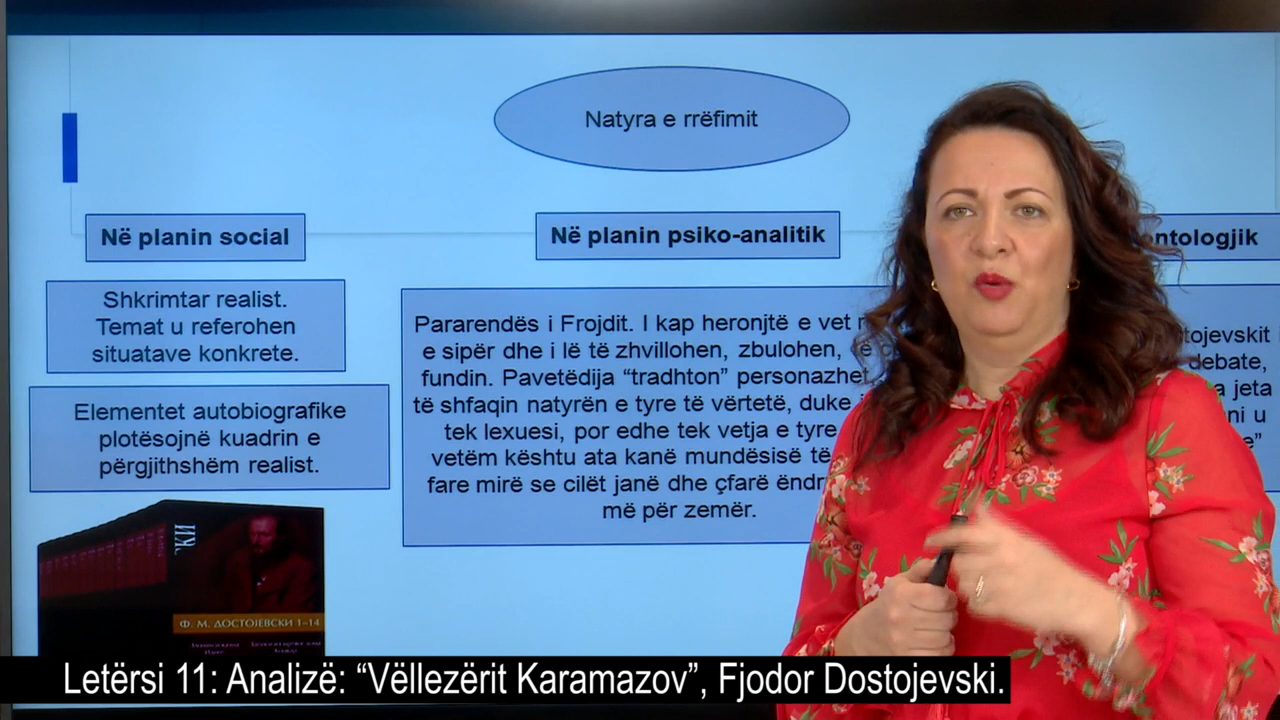 Natyra e rrëfimit
Në planin social
Në planin psiko-analitik
ontologjik
Shkrimtar realist.
Temat u referohen
situatave konkrete.
Elementet autobiografike
plotësojnë kuadrin e
përgjithshëm realist.
Pararendës i Frojdit. I kap heronjtë e vet
e sipër dhe i lë të zhvillohen, zbulohen,
fundin. Pavetëdija “tradhton” personazhet
të shfaqin natyrën e tyre të vërtetë, duke
tek lexuesi, por edhe tek vetja e tyre
vetëm kështu ata kanë mundësisë
fare mirë se cilët janë dhe çfarë
më për zemër.
tojevskit
debate,
a jeta
ni u
Ф. М. ДОСТОЈЕВСКИ 1–14
Letërsi 11: Analizë: “Vëllezërit Karamazov”, Fjodor Dostojevski.